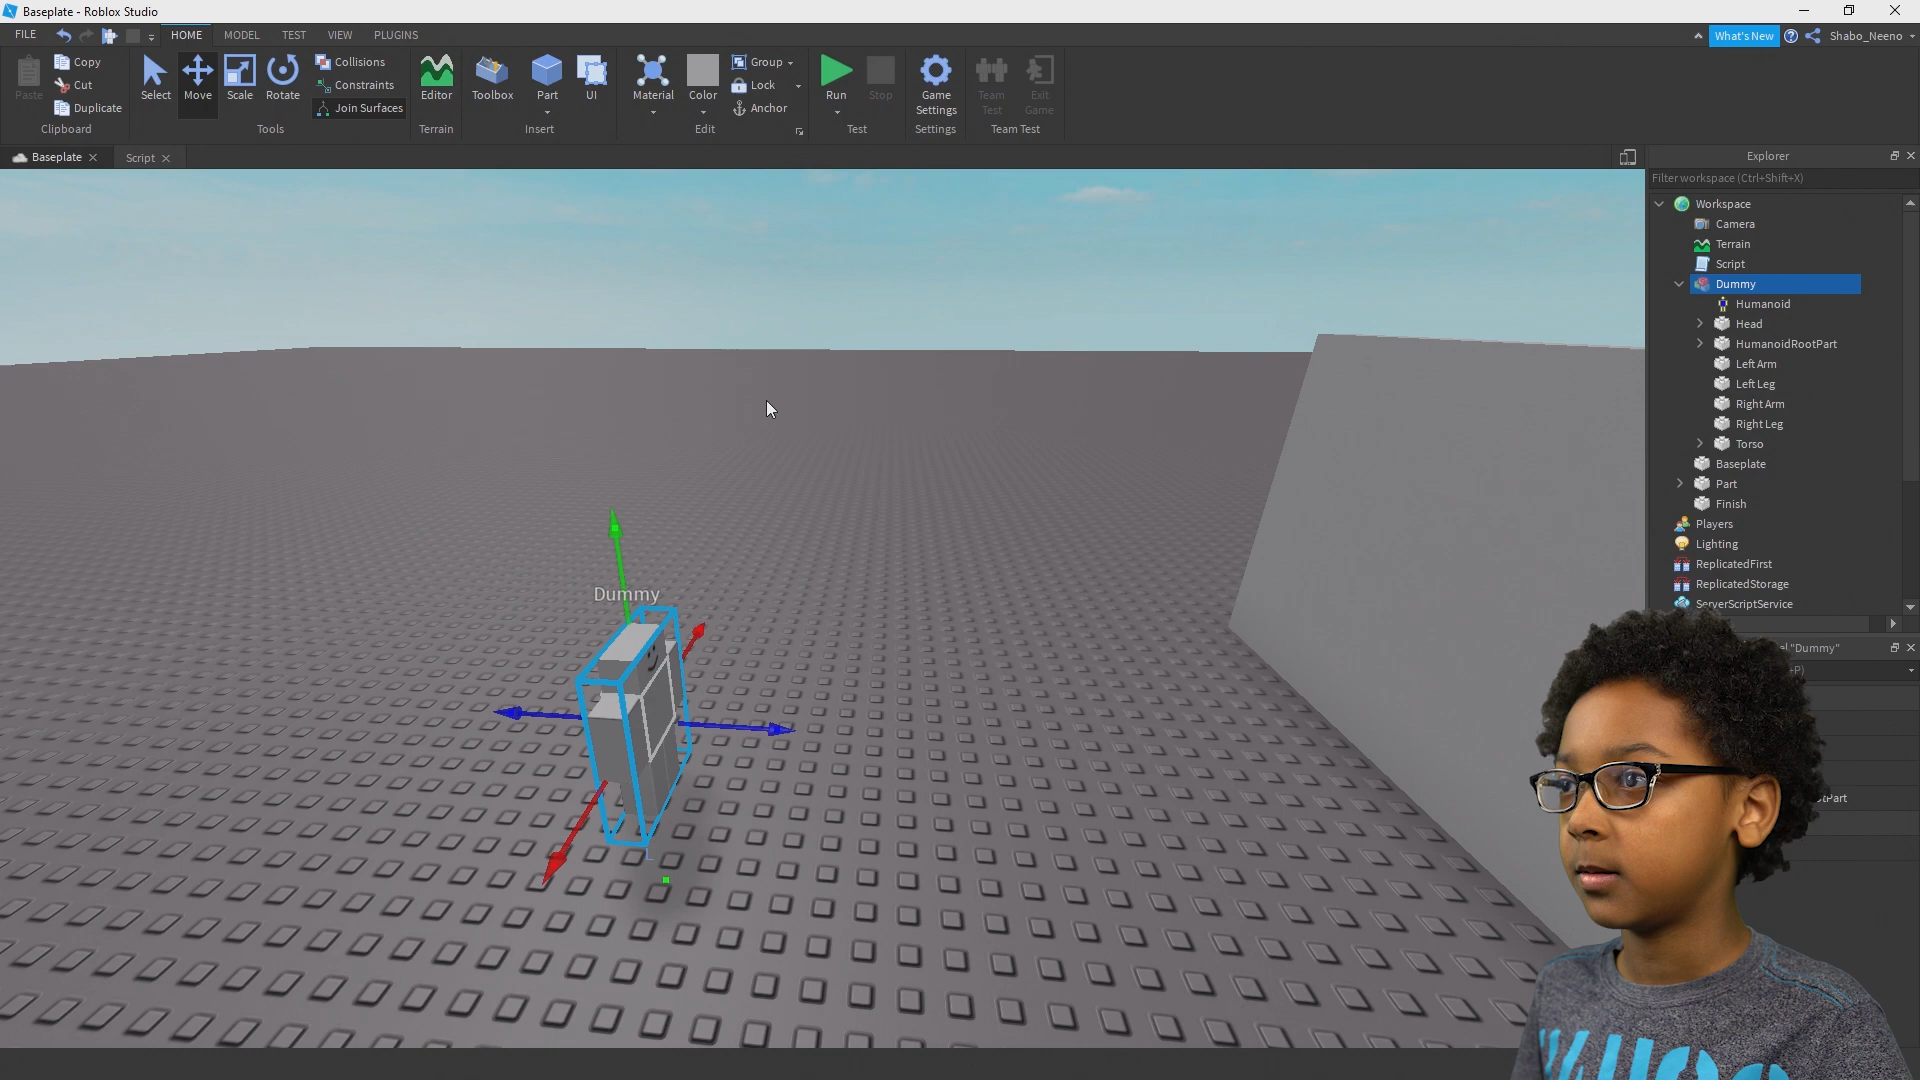 Baseplate - Roblox Studio
FILE
HOME
MODEL
TEST
VIEW
PLUGINS
What's New
Shabo_Neeno
Paste
Copy
Cut
Duplicate
Clipboard
Select
Move
Scale
Rotate
Collisions
Constraints
Join Surfaces
Tools
Editor
Terrain
Toolbox
Part
UI
Insert
Material
Color
Group
Lock
Anchor
Edit
Run
Stop
Test
Game
Settings
Settings
Team
Test
Exit
Game
Team Test
Baseplate
Script
Explorer
Filter workspace (Ctrl+Shift+X)
Workspace
Camera
Terrain
Script
Dummy
Humanoid
Head
HumanoidRootPart
Left Arm
Left Leg
Right Arm
Right Leg
Torso
Baseplate
Part
Finish
Players
Lighting
ReplicatedFirst
ReplicatedStorage
ServerScriptService
"Dummy"
+P)
Dummy